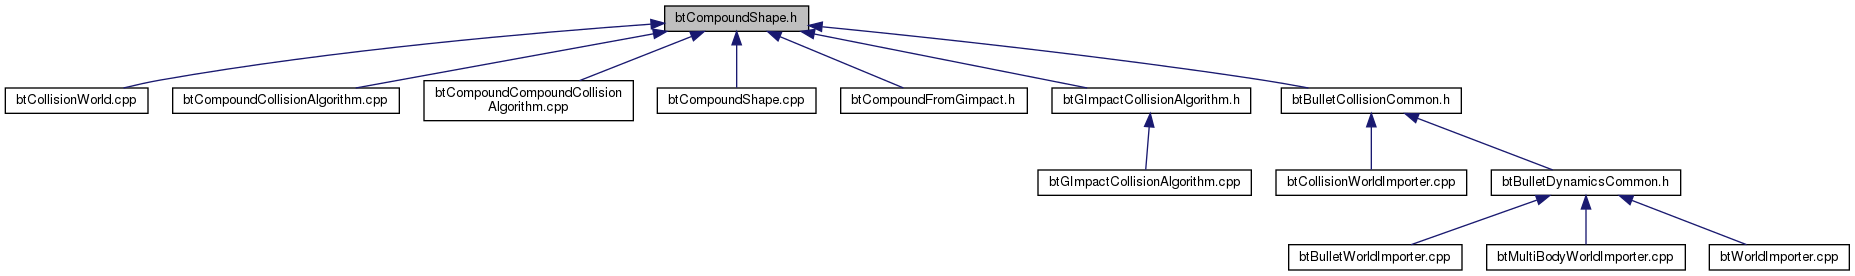 btCompoundShape.h
btCollisionWorld.cpp
btCompoundCollisionAlgorithm.cpp
btCompoundCompoundCollision
Algorithm.cpp
btCompoundShape.cpp
btCompoundFromGimpact.h
btGImpactCollisionAlgorithm.h
btBulletCollisionCommon.h
btGImpactCollisionAlgorithm.cpp
btCollisionWorldImporter.cpp
btBulletDynamicsCommon.h
btBulletWorldImporter.cpp
btMultiBodyWorldImporter.cpp
btWorldImporter.cpp